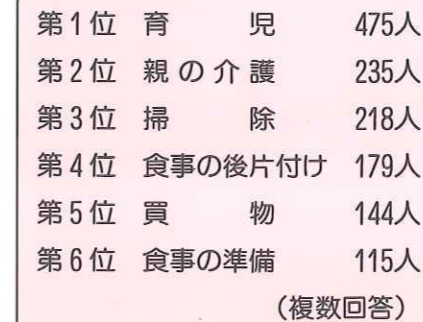 第1位 育児 475人
第2位 親の介護 235人
第3位 掃除 218人
第4位 食事の後片付け 179人
第5位 買物 144人
第6位 食事の準備 115人
(複数回答)